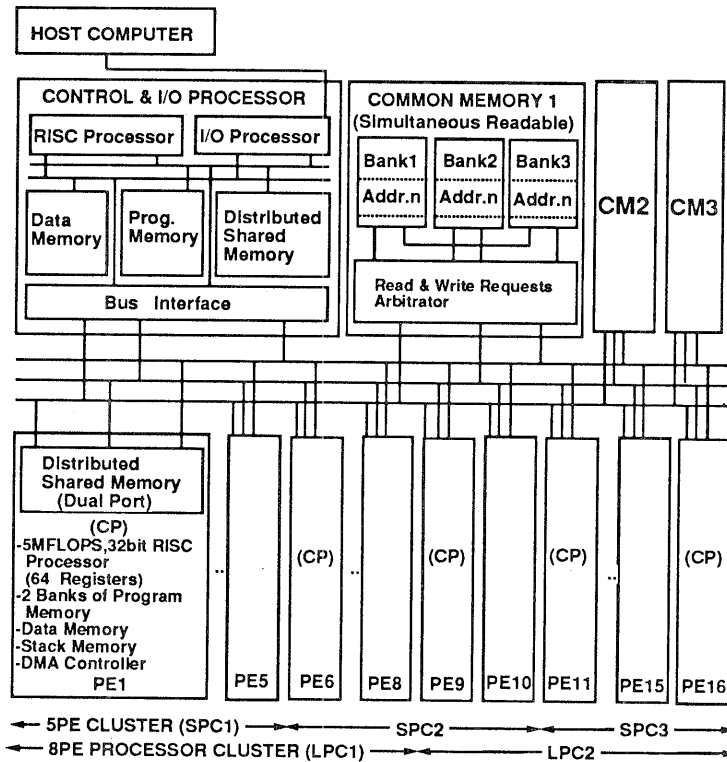 HOST COMPUTER
CONTROL & I/O PROCESSOR
RISC Processor
I/O Processor
Data
Memory
Prog.
Memory
Distributed
Shared
Memory
Bus Interface
COMMON MEMORY 1
(Simultaneous Readable)
Bank1
Addr.n
Bank2
Addr.n
Bank3
Addr.n
Read & Write Requests
Arbitrator
CM2
CM3
Distributed
Shared Memory
(Dual Port)
(CP)
-5MFLOPS,32bit RISC
Processor
(64 Registers)
-2 Banks of Program
Memory
-Data Memory
-Stack Memory
-DMA Controller
PE1
..
PE5
(CP)
PE6
..
PE8
(CP)
PE9
PE10
(CP)
PE11
..
PE15
(CP)
PE16
5PE CLUSTER (SPC1)
SPC2
SPC3
8PE PROCESSOR CLUSTER (LPC1)
LPC2